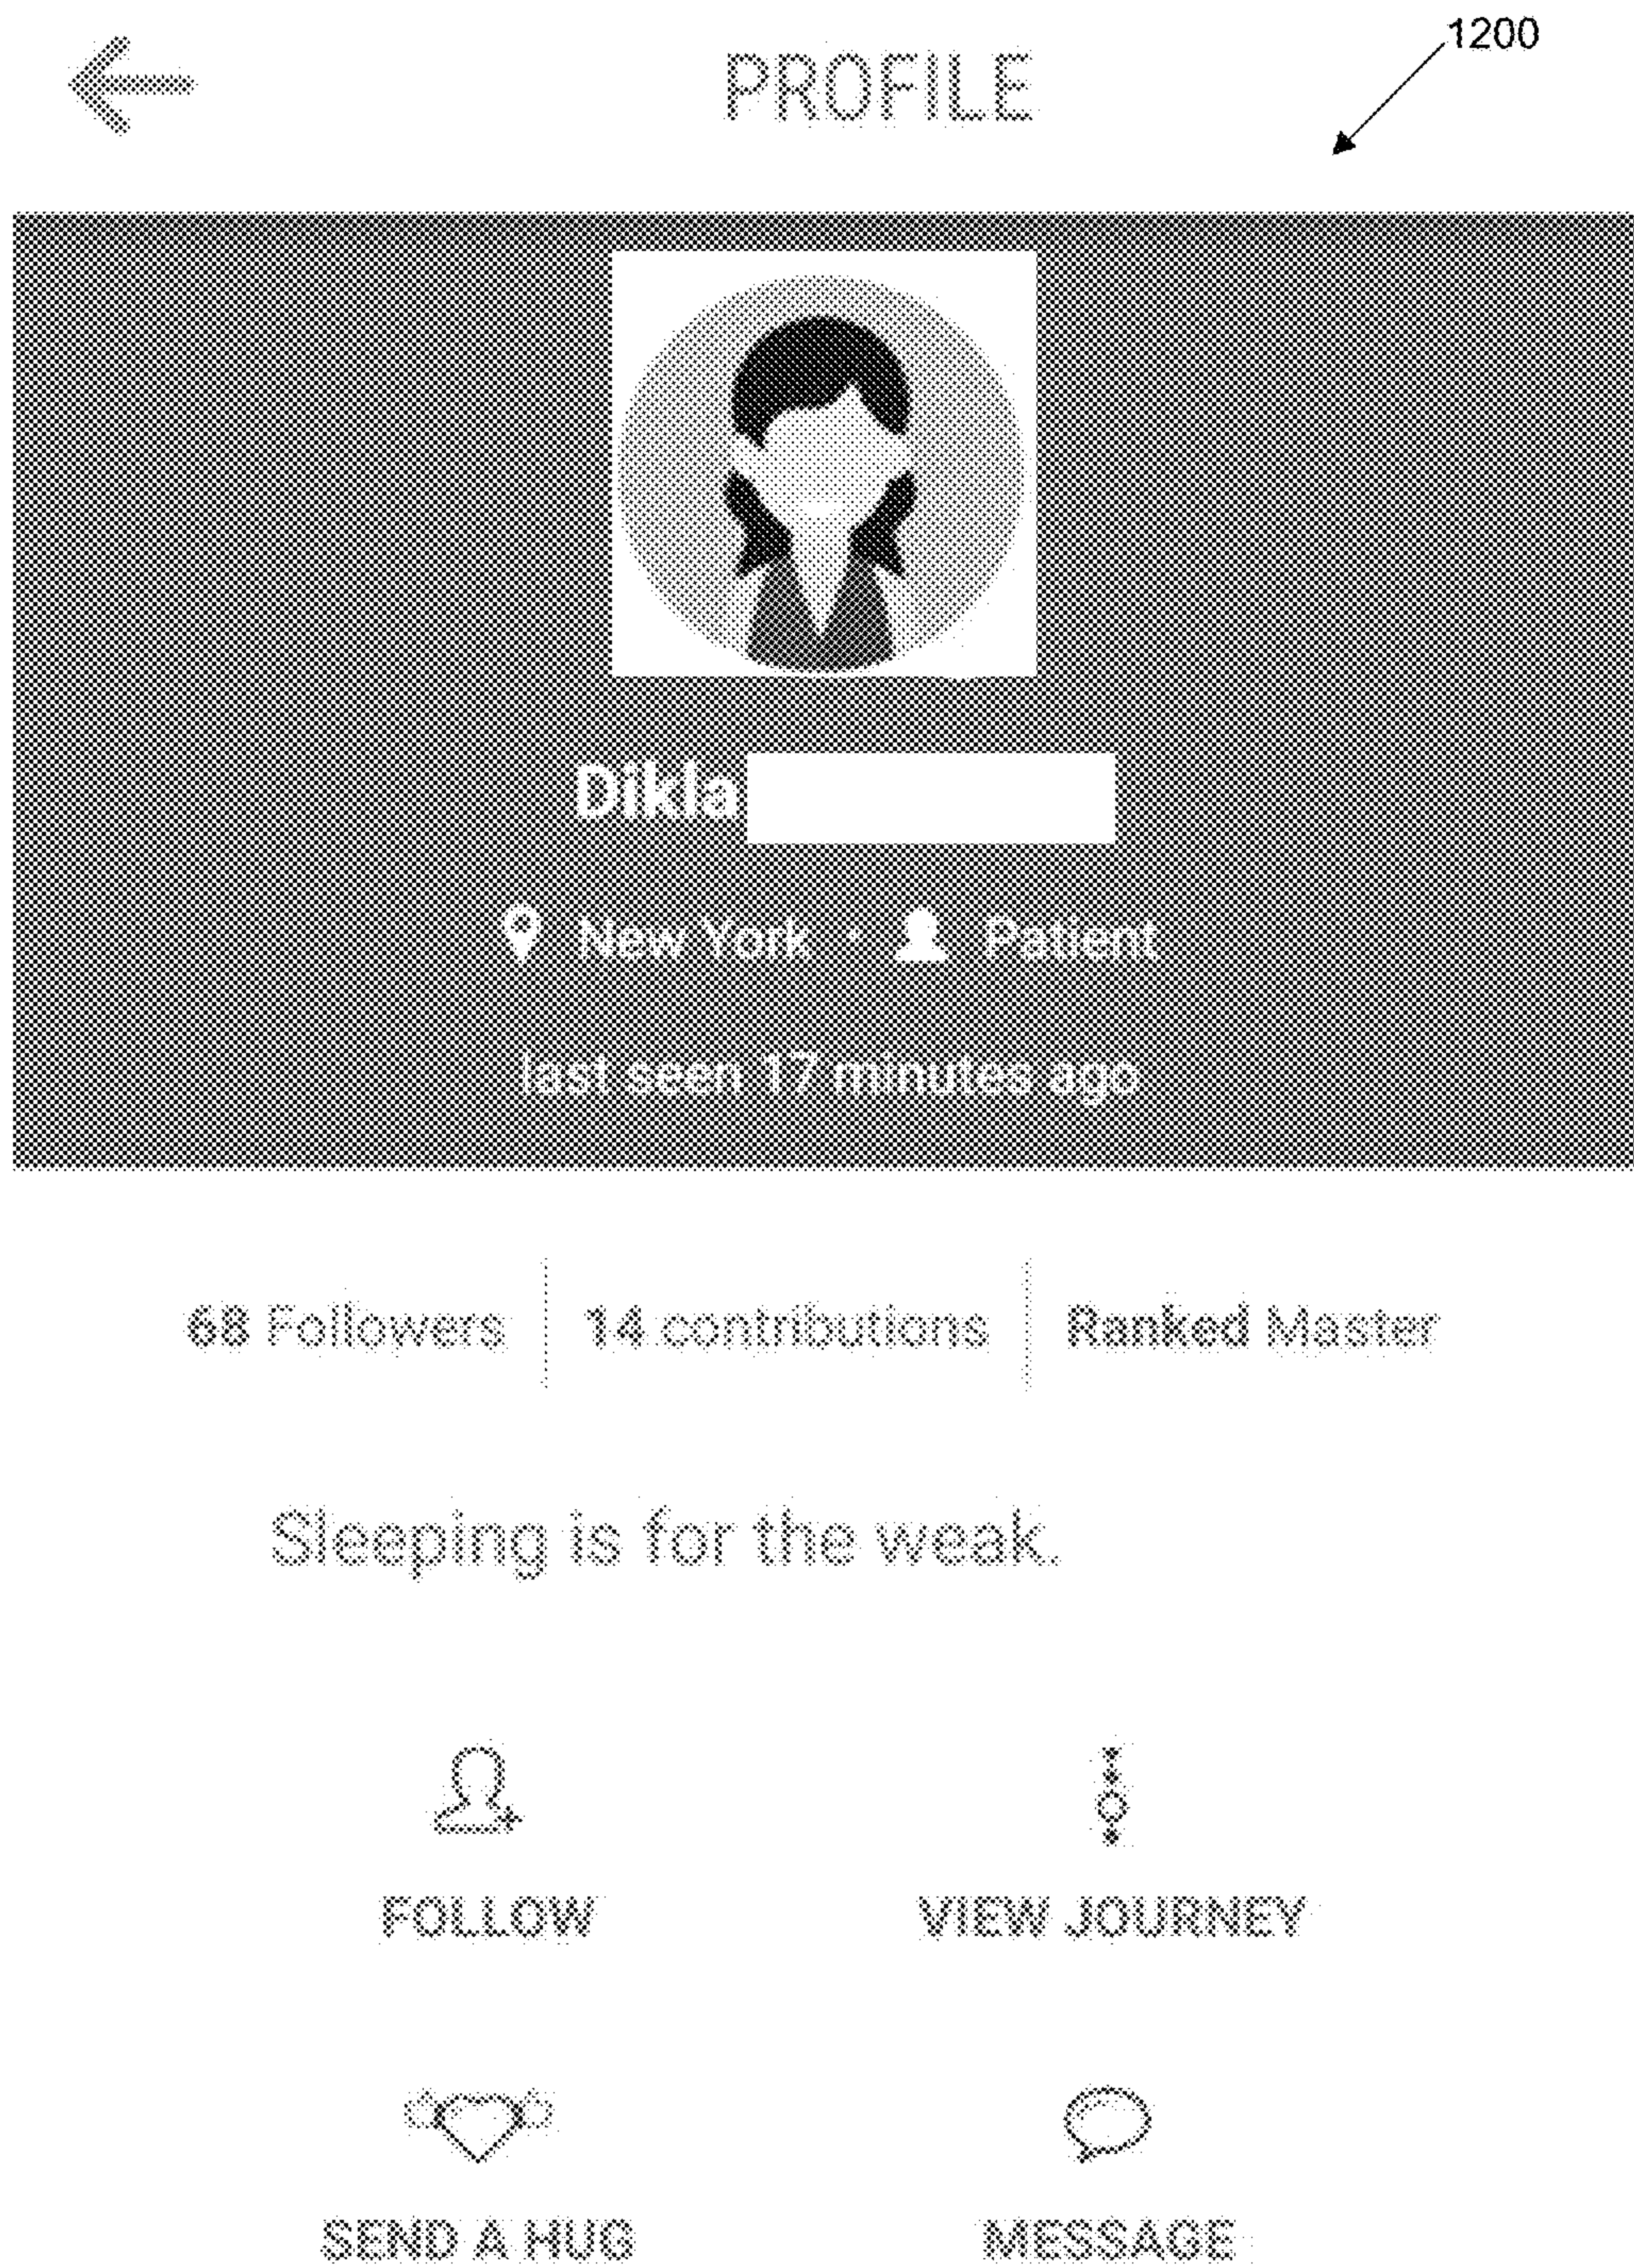 1200
PROFILE
Dikla
New York · Patient
last seen 17 minutes ago
68 Followers 14 contributions Ranked Master
Sleeping is for the weak.
FOLLOW VIEW JOURNEY
SEND A HUG MESSAGE